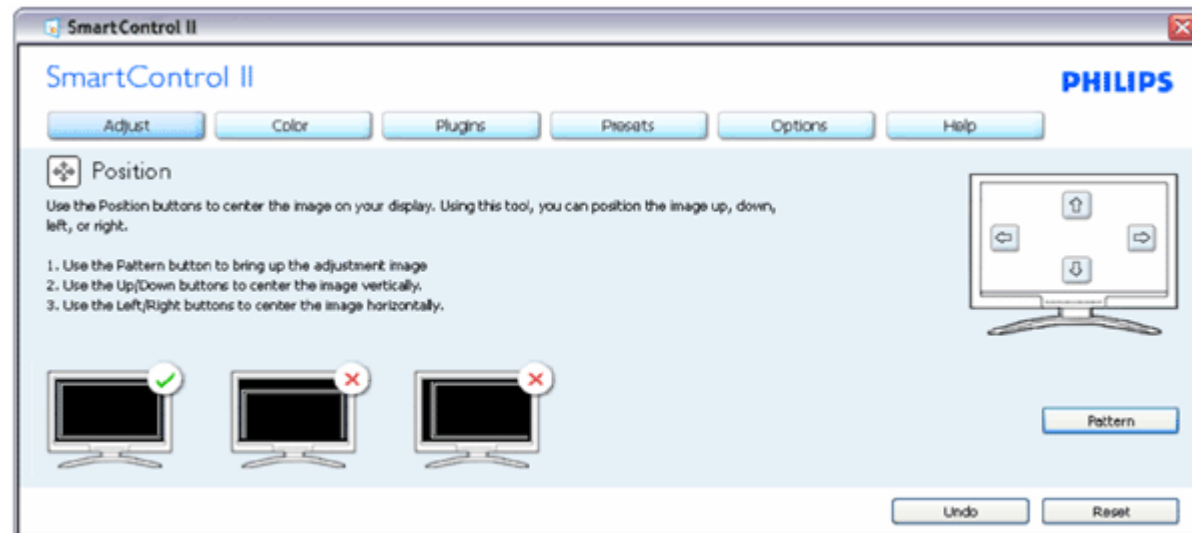 SmartControl II
SmartControl II
PHILIPS
Adjust Color Plugins Presets Options Help
Position
Use the Position buttons to center the image on your display. Using this tool, you can position the image up, down,
left, or right.
1. Use the Pattern button to bring up the adjustment image
2. Use the Up/Down buttons to center the image vertically.
3. Use the Left/Right buttons to center the image horizontally.
Pattern
Undo Reset